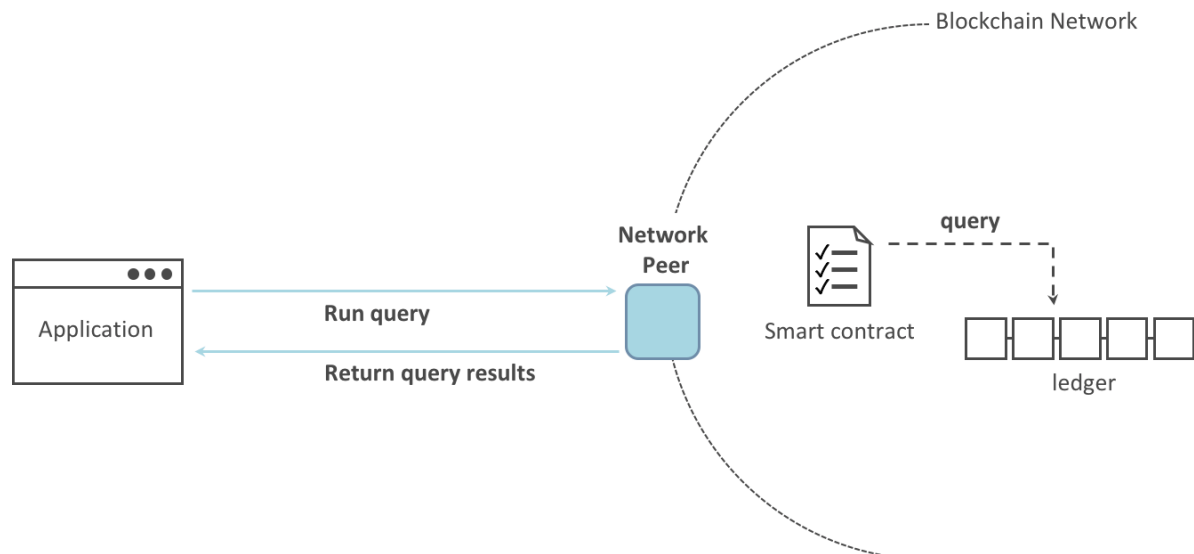 Blockchain Network
Network
Peer
query
Application
Run query
Return query results
Smart contract
ledger